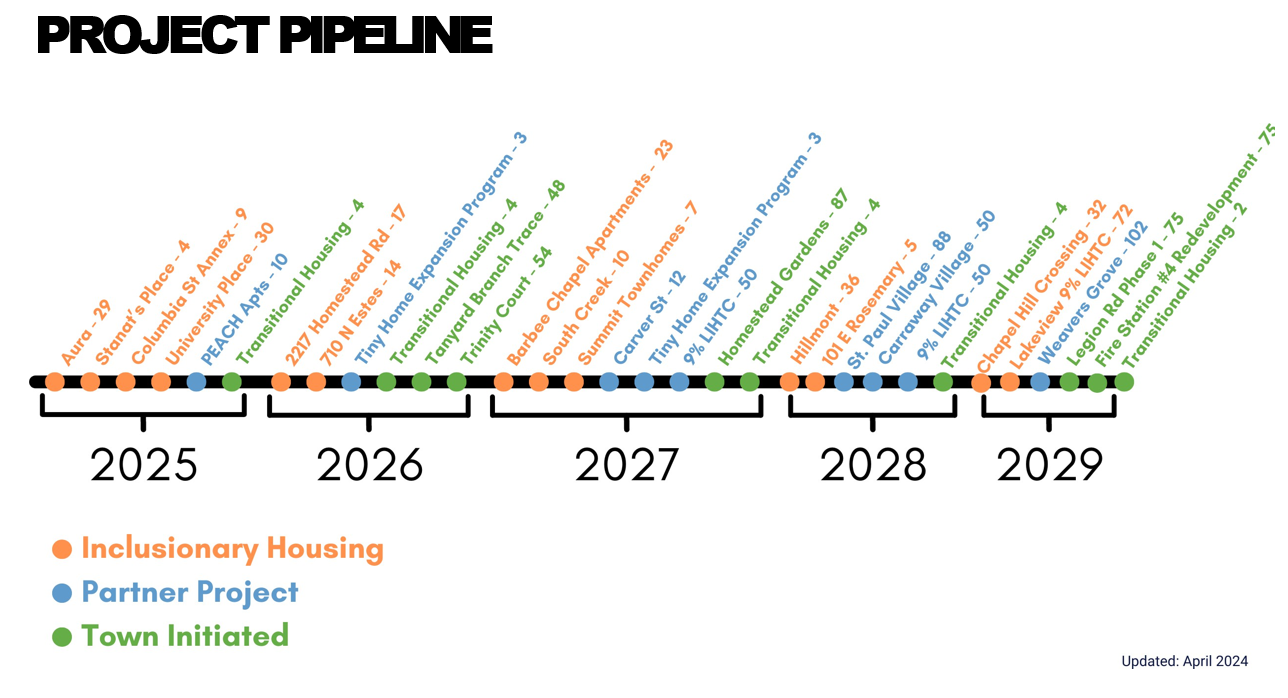 PROJECT PIPELINE
Aura - 29
Stanat's Place - 4
Columbia St Annex - 9
University Place - 30
PEACH Apts - 10
Transitional Housing - 4
2217 Homestead Rd - 17
710 N Estes - 14
Tiny Home Expansion Program - 3
Transitional Housing - 4
Tanyard Branch Trace - 48
Trinity Court - 54
Barbee Chapel Apartments - 23
South Creek - 10
Summit Townhomes - 7
Carver St - 12
Tiny Home Expansion Program - 3
9% LIHTC - 50
Homestead Gardens - 87
Transitional Housing - 4
Hillmont - 36
101 E Rosemary - 5
St. Paul Village - 88
Carraway Village - 50
9% LIHTC - 50
Transitional Housing - 4
Chapel Hill Crossing - 32
Lakeview 9% LIHTC - 72
Weavers Grove - 102
Legion Rd Phase 1 - 75
Fire Station #4 Redevelopment - 75
Transitional Housing - 2
2025
2026
2027
2028
2029
Inclusionary Housing
Partner Project
Town Initiated
Updated: April 2024